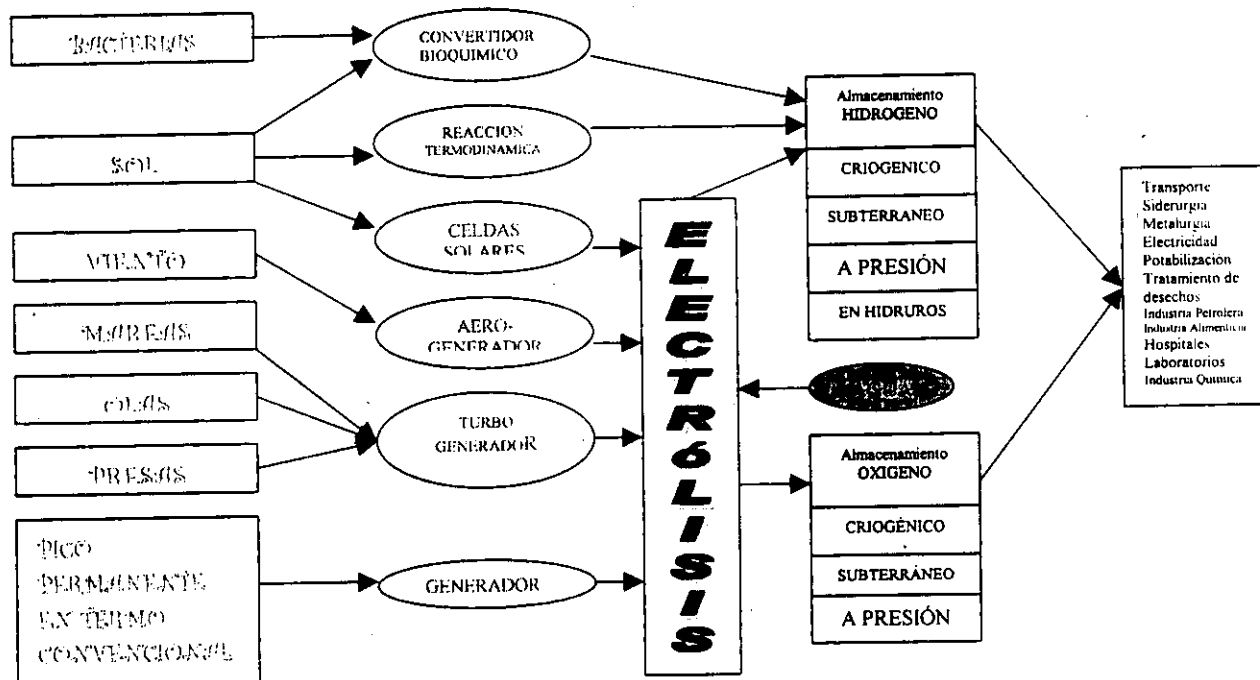 BACTERIAS
SOL
VIENTO
MAREAS
OLAS
PRESAS
PICO
PERMANENTE
EN TERMO
CONVENCIONAL
CONVERTIDOR
BIOQUIMICO
REACCION
TERMODINAMICA
CELDAS
SOLARES
AERO-
GENERADOR
TURBO
GENERADOR
GENERADOR
ELECTRóLISIS
Almacenamiento
HIDROGENO
CRIOGENICO
SUBTERRANEO
A PRESIÓN
EN HIDRUROS
Almacenamiento
OXIGENO
CRIOGÉNICO
SUBTERRÁNEO
A PRESIÓN
Transporte
Siderurgia
Metalurgia
Electricidad
Potabilización
Tratamiento de
desechos
Industria Petrolera
Industria Alimenticia
Hospitales
Laboratorios
Industria Quimica